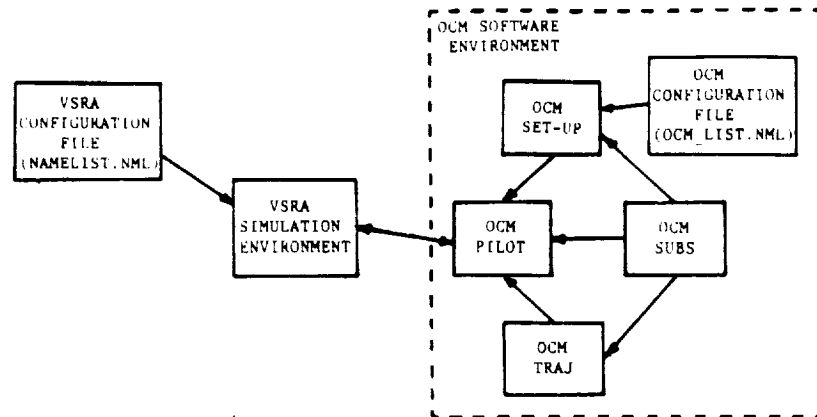 OCM SOFTWARE
ENVIRONMENT
VSRA
CONFIGURATION
FILE
(NAMELIST.NML)
OCM
SET-UP
OCM
CONFIGURATION
FILE
(OCM_LIST.NML)
VSRA
SIMULATION
ENVIRONMENT
OCM
PILOT
OCM
SUBS
OCM
TRAJ